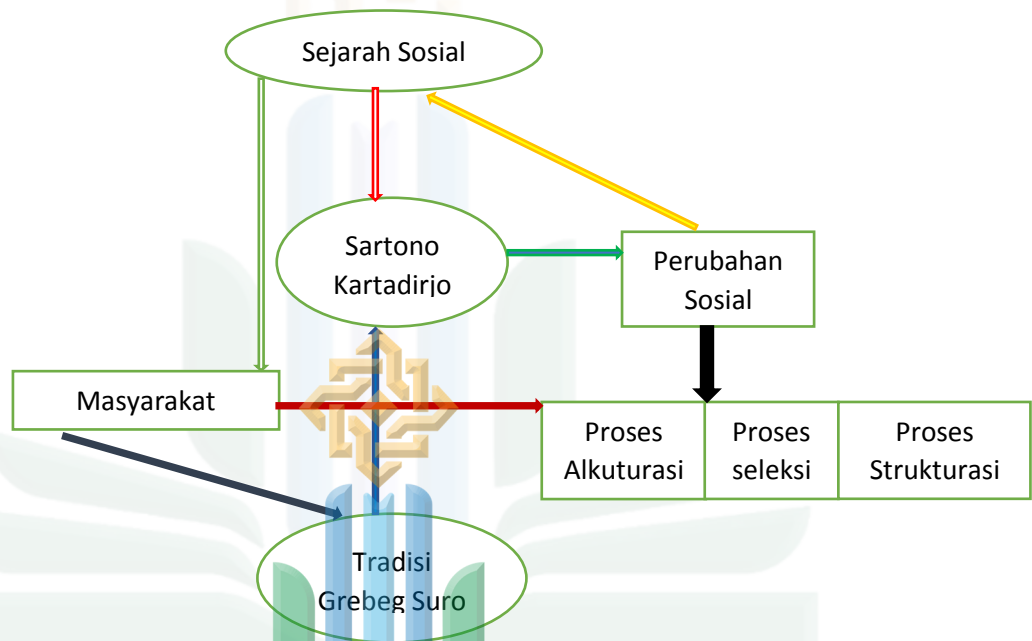 Sejarah Sosial
Sartono
Kartadirjo
Perubahan
Sosial
Masyarakat
Proses
Alkuturasi
Proses
seleksi
Proses
Strukturasi
Tradisi
Grebeg Suro